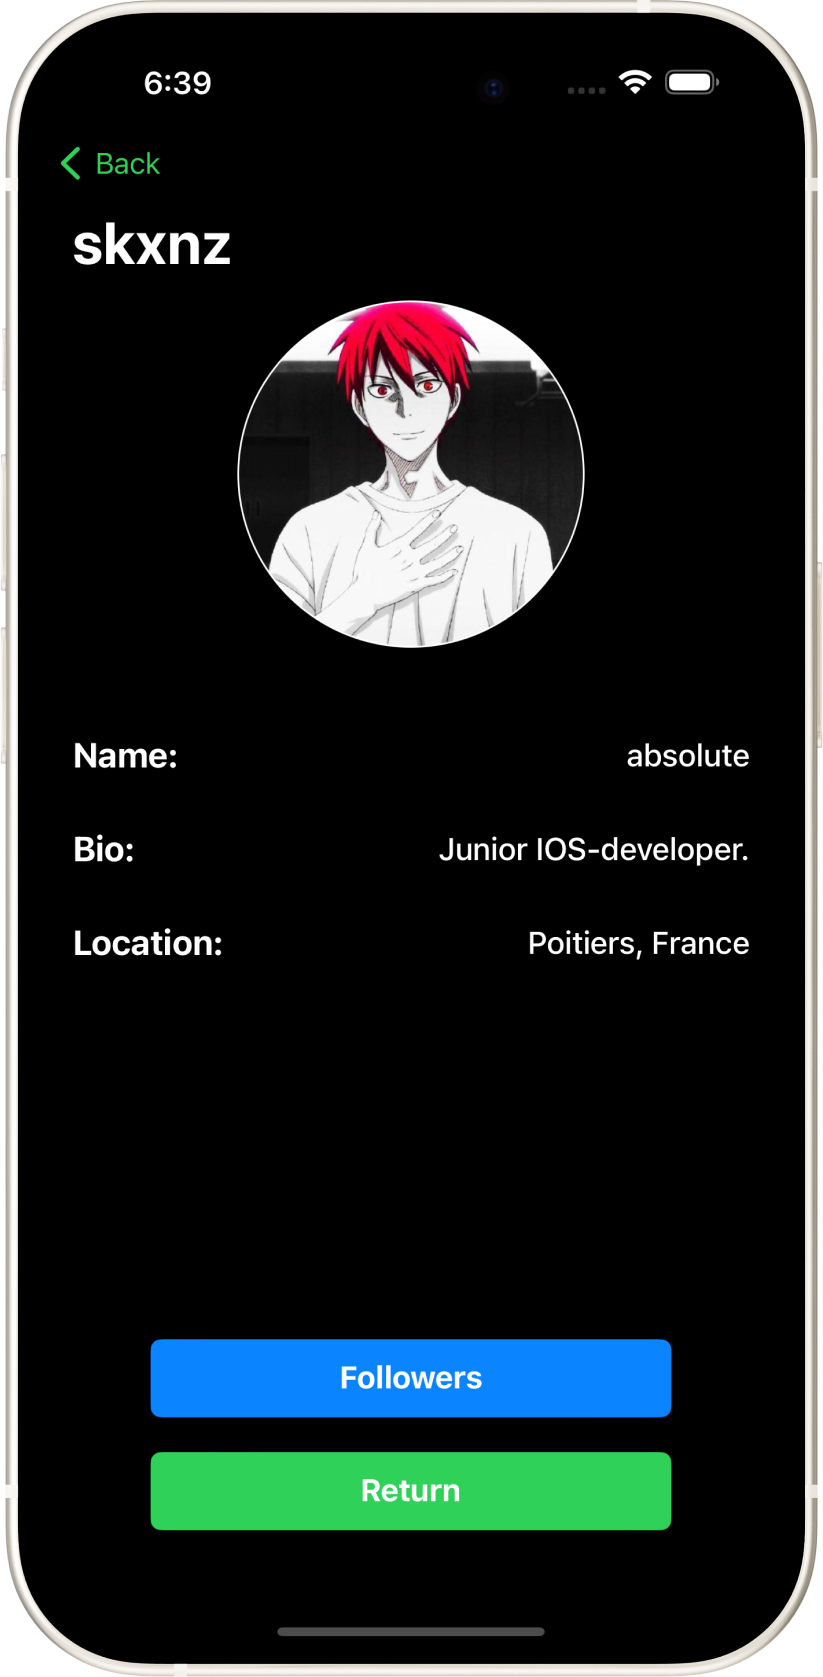 6:39
Back
skxnz
Name:
absolute
Bio:
Junior IOS-developer.
Location:
Poitiers, France
Followers
Return